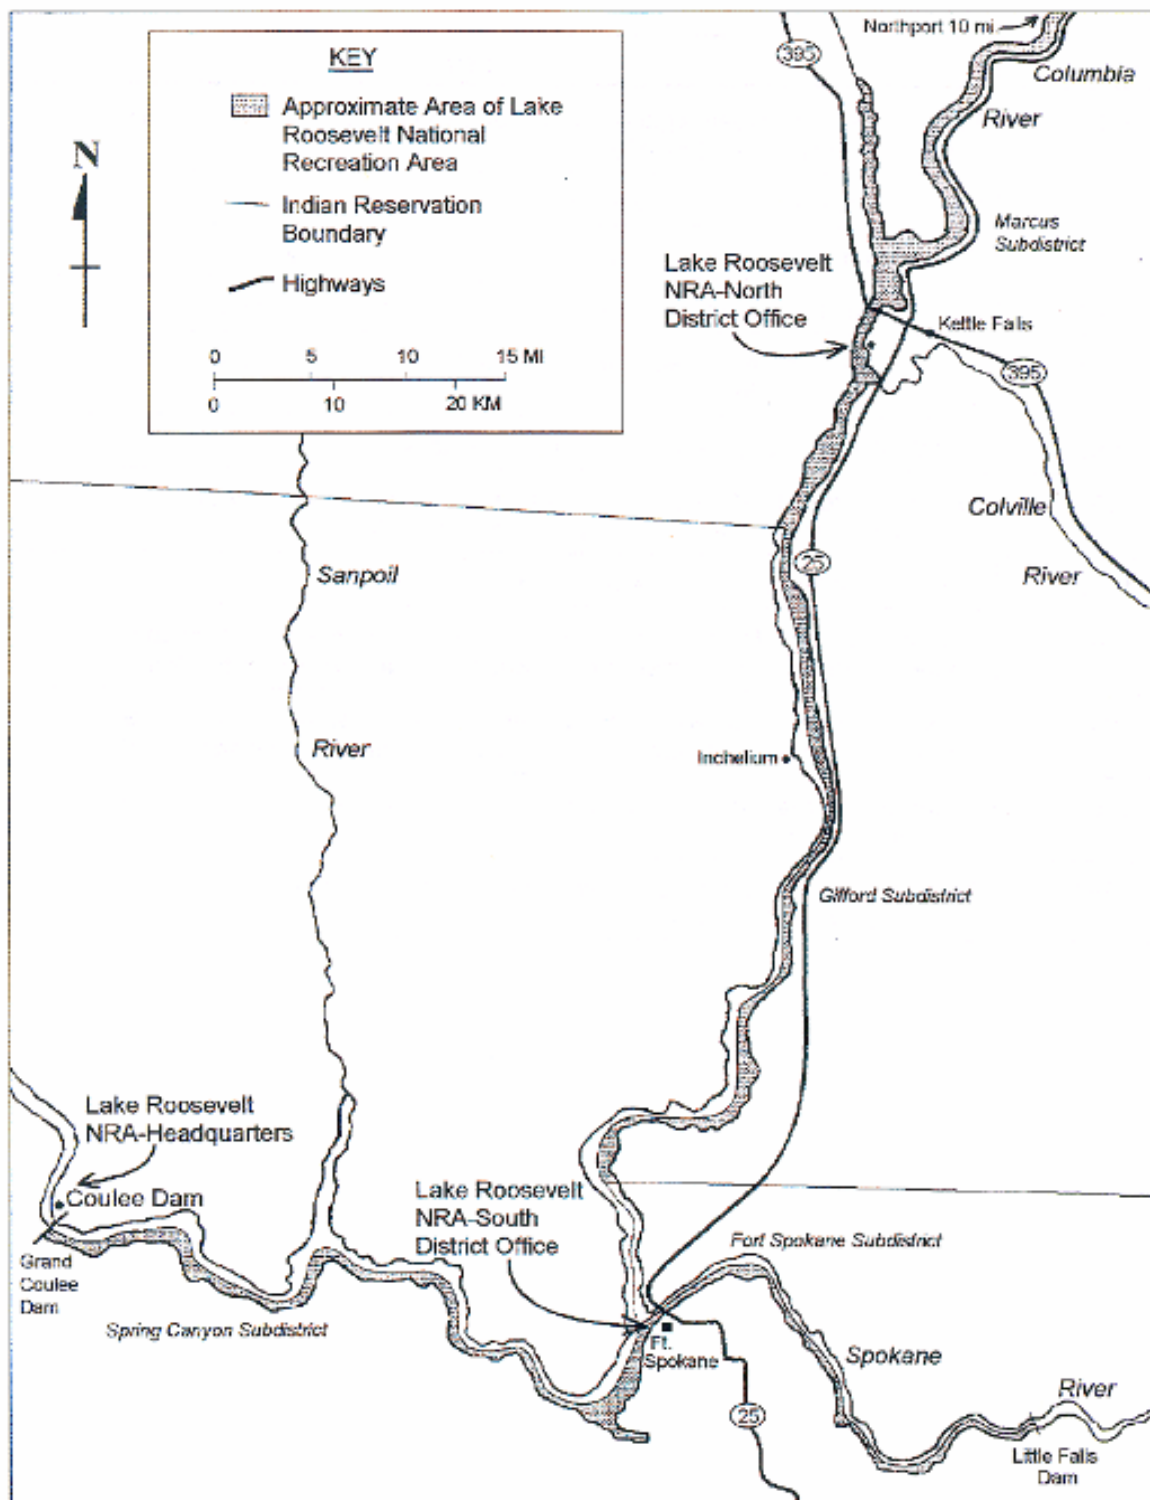 KEY
Approximate Area of Lake
Roosevelt National
Recreation Area
Indian Reservation
Boundary
Highways
0 5 10 15 MI
0 10 20 KM
N
395
Northport 10 mi
Columbia
River
Marcus
Subdistrict
Lake Roosevelt
NRA-North
District Office
Kettle Falls
395
Colville
River
25
Sanpoil
River
Inchelium
Gifford Subdistrict
Lake Roosevelt
NRA-Headquarters
Coulee Dam
Grand
Coulee
Dam
Spring Canyon Subdistrict
Lake Roosevelt
NRA-South
District Office
Fort Spokane Subdistrict
Ft.
Spokane
25
Spokane
River
Little Falls
Dam